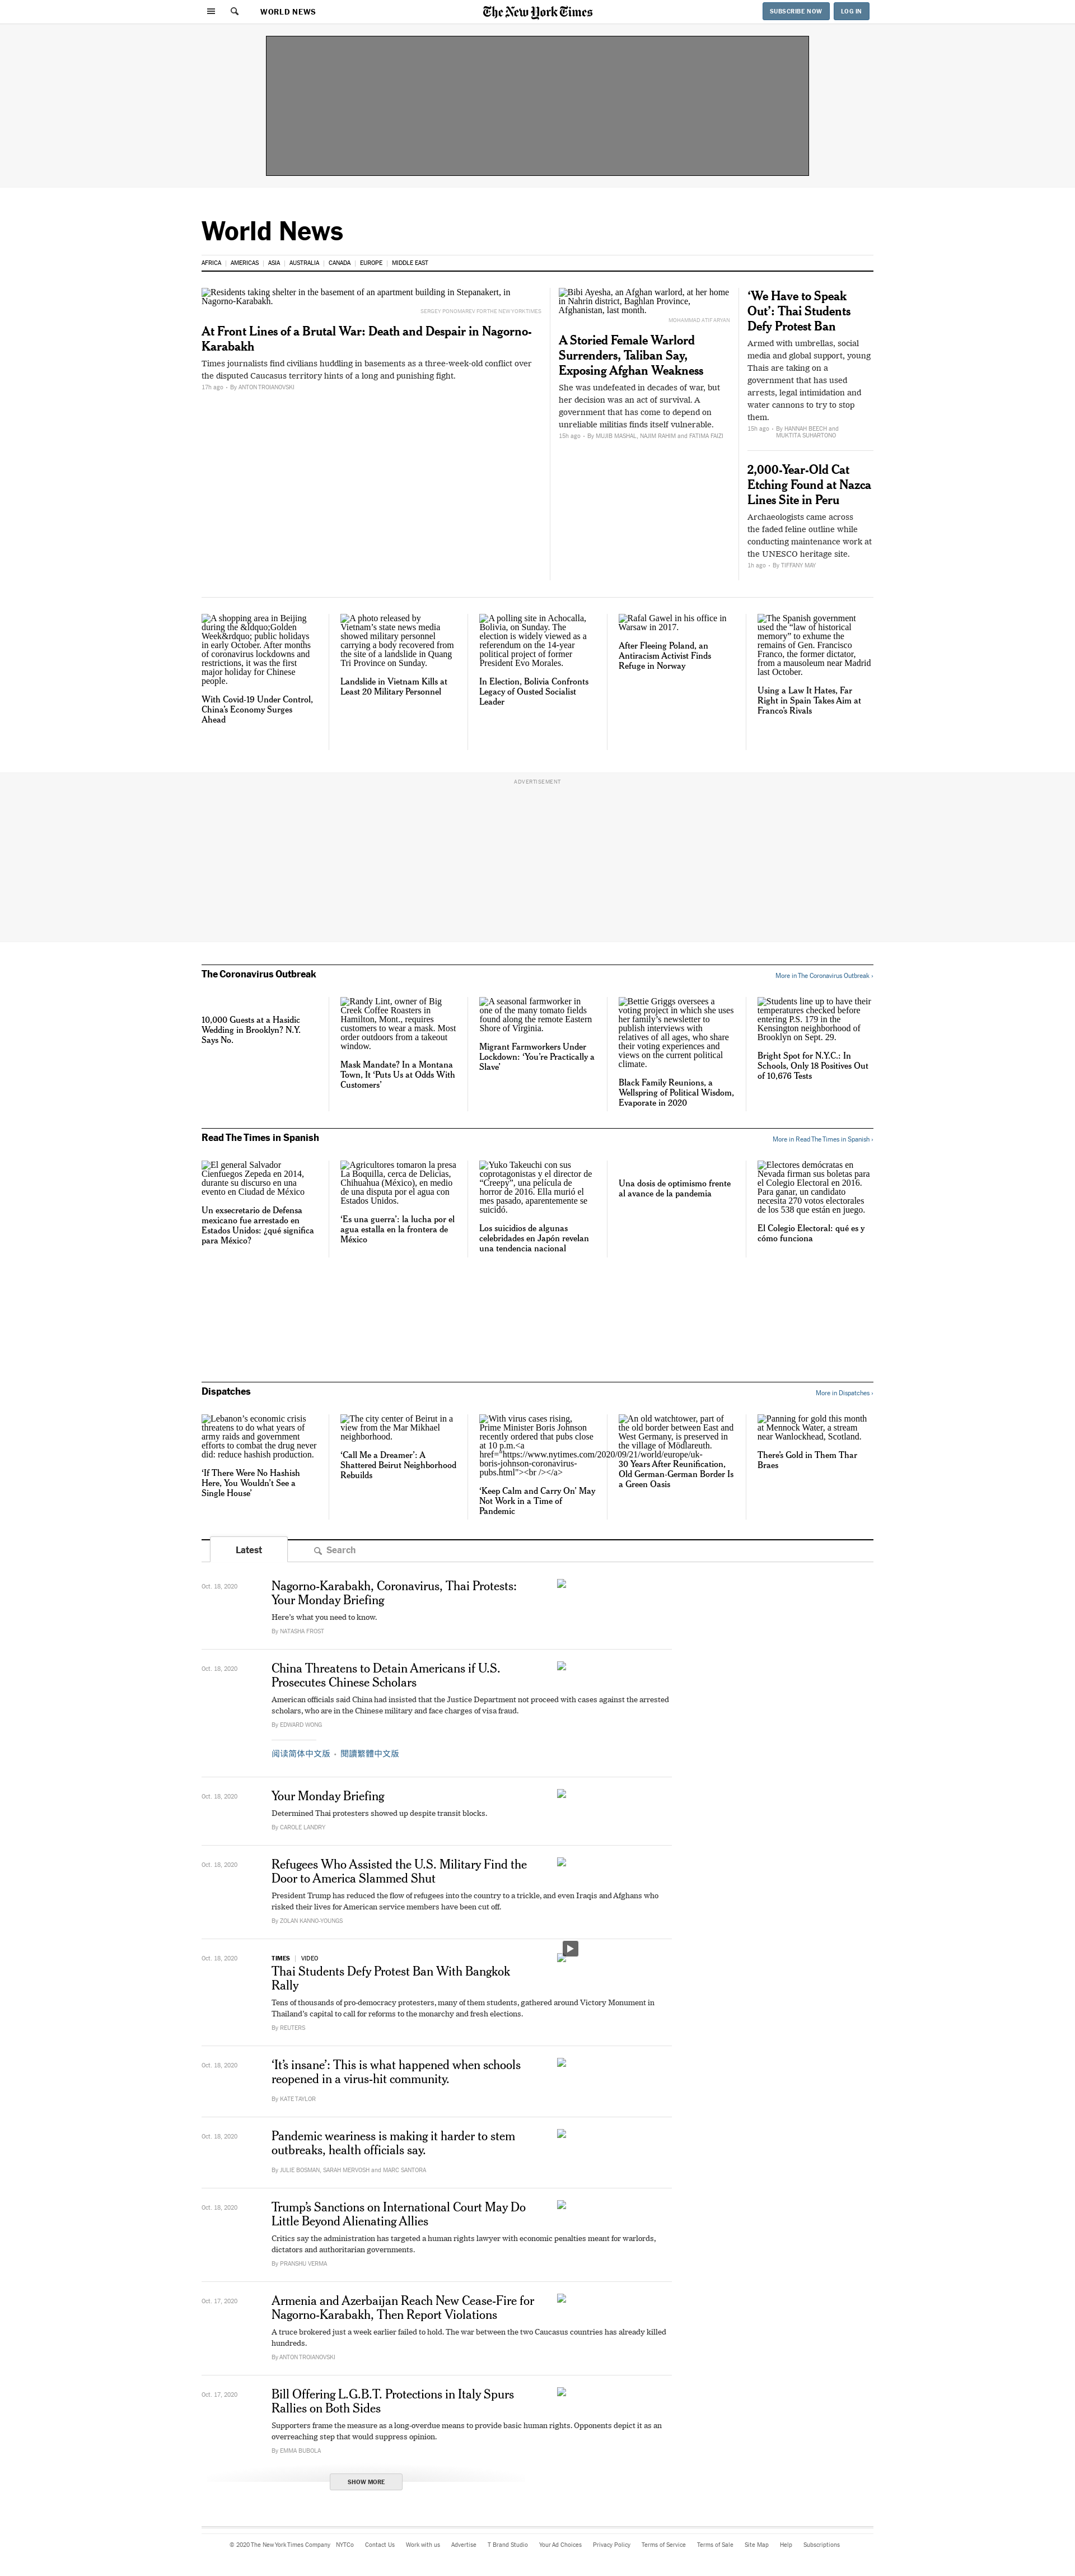 WORLD NEWS
The New York Times
SUBSCRIBE NOW
LOG IN
World News
AFRICA
AMERICAS
ASIA
AUSTRALIA
CANADA
EUROPE
MIDDLE EAST
Residents taking shelter in the basement of an apartment building in Stepanakert, in
Nagorno-Karabakh.
SERGEY PONOMAREV FOR THE NEW YORK TIMES
At Front Lines of a Brutal War: Death and Despair in Nagorno-
Karabakh
Times journalists find civilians huddling in basements as a three-week-old conflict over
the disputed Caucasus territory hints of a long and punishing fight.
17h ago · By ANTON TROIANOVSKI
Bibi Ayesha, an Afghan warlord, at her home
in Nahrin district, Baghlan Province,
Afghanistan, last month.
MOHAMMAD ATIF ARYAN
A Storied Female Warlord
Surrenders, Taliban Say,
Exposing Afghan Weakness
She was undefeated in decades of war, but
her decision was an act of survival. A
government that has come to depend on
unreliable militias finds itself vulnerable.
15h ago · By MUJIB MASHAL, NAJIM RAHIM and FATIMA FAIZI
‘We Have to Speak
Out’: Thai Students
Defy Protest Ban
Armed with umbrellas, social
media and global support, young
Thais are taking on a
government that has used
arrests, legal intimidation and
water cannons to try to stop
them.
15h ago · By HANNAH BEECH and
MUKTITA SUHARTONO
2,000-Year-Old Cat
Etching Found at Nazca
Lines Site in Peru
Archaeologists came across
the faded feline outline while
conducting maintenance work at
the UNESCO heritage site.
1h ago · By TIFFANY MAY
A shopping area in Beijing
during the &ldquo;Golden
Week&rdquo; public holidays
in early October. After months
of coronavirus lockdowns and
restrictions, it was the first
major holiday for Chinese
people.
With Covid-19 Under Control,
China’s Economy Surges
Ahead
A photo released by
Vietnam’s state news media
showed military personnel
carrying a body recovered from
the site of a landslide in Quang
Tri Province on Sunday.
Landslide in Vietnam Kills at
Least 20 Military Personnel
A polling site in Achocalla,
Bolivia, on Sunday. The
election is widely viewed as a
referendum on the 14-year
political project of former
President Evo Morales.
In Election, Bolivia Confronts
Legacy of Ousted Socialist
Leader
Rafal Gawel in his office in
Warsaw in 2017.
After Fleeing Poland, an
Antiracism Activist Finds
Refuge in Norway
The Spanish government
used the “law of historical
memory” to exhume the
remains of Gen. Francisco
Franco, the former dictator,
from a mausoleum near Madrid
last October.
Using a Law It Hates, Far
Right in Spain Takes Aim at
Franco’s Rivals
ADVERTISEMENT
The Coronavirus Outbreak
More in The Coronavirus Outbreak ›
10,000 Guests at a Hasidic
Wedding in Brooklyn? N.Y.
Says No.
Randy Lint, owner of Big
Creek Coffee Roasters in
Hamilton, Mont., requires
customers to wear a mask. Most
order outdoors from a takeout
window.
Mask Mandate? In a Montana
Town, It ‘Puts Us at Odds With
Customers’
A seasonal farmworker in
one of the many tomato fields
found along the remote Eastern
Shore of Virginia.
Migrant Farmworkers Under
Lockdown: ‘You’re Practically a
Slave’
Bettie Griggs oversees a
voting project in which she uses
her family’s newsletter to
publish interviews with
relatives of all ages, who share
their voting experiences and
views on the current political
climate.
Black Family Reunions, a
Wellspring of Political Wisdom,
Evaporate in 2020
Students line up to have their
temperatures checked before
entering P.S. 179 in the
Kensington neighborhood of
Brooklyn on Sept. 29.
Bright Spot for N.Y.C.: In
Schools, Only 18 Positives Out
of 10,676 Tests
Read The Times in Spanish
More in Read The Times in Spanish ›
El general Salvador
Cienfuegos Zepeda en 2014,
durante su discurso en una
evento en Ciudad de México
Un exsecretario de Defensa
mexicano fue arrestado en
Estados Unidos: ¿qué significa
para México?
Agricultores tomaron la presa
La Boquilla, cerca de Delicias,
Chihuahua (México), en medio
de una disputa por el agua con
Estados Unidos.
‘Es una guerra’: la lucha por el
agua estalla en la frontera de
México
Yuko Takeuchi con sus
coprotagonistas y el director de
“Creepy”, una película de
horror de 2016. Ella murió el
mes pasado, aparentemente se
suicidó.
Los suicidios de algunas
celebridades en Japón revelan
una tendencia nacional
Una dosis de optimismo frente
al avance de la pandemia
Electores demócratas en
Nevada firman sus boletas para
el Colegio Electoral en 2016.
Para ganar, un candidato
necesita 270 votos electorales
de los 538 que están en juego.
El Colegio Electoral: qué es y
cómo funciona
Dispatches
More in Dispatches ›
Lebanon’s economic crisis
threatens to do what years of
army raids and government
efforts to combat the drug never
did: reduce hashish production.
‘If There Were No Hashish
Here, You Wouldn’t See a
Single House’
The city center of Beirut in a
view from the Mar Mikhael
neighborhood.
‘Call Me a Dreamer’: A
Shattered Beirut Neighborhood
Rebuilds
With virus cases rising,
Prime Minister Boris Johnson
recently ordered that pubs close
at 10 p.m.<a
href="https://www.nytimes.com/2020/09/21/world/europe/uk-
boris-johnson-coronavirus-
pubs.html"><br /></a>
‘Keep Calm and Carry On’ May
Not Work in a Time of
Pandemic
An old watchtower, part of
the old border between East and
West Germany, is preserved in
the village of Mödlareuth.
30 Years After Reunification,
Old German-German Border Is
a Green Oasis
Panning for gold this month
at Mennock Water, a stream
near Wanlockhead, Scotland.
There’s Gold in Them Thar
Braes
Latest
Search
Oct. 18, 2020
Nagorno-Karabakh, Coronavirus, Thai Protests:
Your Monday Briefing
Here’s what you need to know.
By NATASHA FROST
Oct. 18, 2020
China Threatens to Detain Americans if U.S.
Prosecutes Chinese Scholars
American officials said China had insisted that the Justice Department not proceed with cases against the arrested
scholars, who are in the Chinese military and face charges of visa fraud.
By EDWARD WONG
阅读简体中文版 · 閱讀繁體中文版
Oct. 18, 2020
Your Monday Briefing
Determined Thai protesters showed up despite transit blocks.
By CAROLE LANDRY
Oct. 18, 2020
Refugees Who Assisted the U.S. Military Find the
Door to America Slammed Shut
President Trump has reduced the flow of refugees into the country to a trickle, and even Iraqis and Afghans who
risked their lives for American service members have been cut off.
By ZOLAN KANNO-YOUNGS
Oct. 18, 2020
TIMES | VIDEO
Thai Students Defy Protest Ban With Bangkok
Rally
Tens of thousands of pro-democracy protesters, many of them students, gathered around Victory Monument in
Thailand’s capital to call for reforms to the monarchy and fresh elections.
By REUTERS
Oct. 18, 2020
‘It’s insane’: This is what happened when schools
reopened in a virus-hit community.
By KATE TAYLOR
Oct. 18, 2020
Pandemic weariness is making it harder to stem
outbreaks, health officials say.
By JULIE BOSMAN, SARAH MERVOSH and MARC SANTORA
Oct. 18, 2020
Trump’s Sanctions on International Court May Do
Little Beyond Alienating Allies
Critics say the administration has targeted a human rights lawyer with economic penalties meant for warlords,
dictators and authoritarian governments.
By PRANSHU VERMA
Oct. 17, 2020
Armenia and Azerbaijan Reach New Cease-Fire for
Nagorno-Karabakh, Then Report Violations
A truce brokered just a week earlier failed to hold. The war between the two Caucasus countries has already killed
hundreds.
By ANTON TROIANOVSKI
Oct. 17, 2020
Bill Offering L.G.B.T. Protections in Italy Spurs
Rallies on Both Sides
Supporters frame the measure as a long-overdue means to provide basic human rights. Opponents depict it as an
overreaching step that would suppress opinion.
By EMMA BUBOLA
SHOW MORE
© 2020 The New York Times Company
NYTCo
Contact Us
Work with us
Advertise
T Brand Studio
Your Ad Choices
Privacy Policy
Terms of Service
Terms of Sale
Site Map
Help
Subscriptions